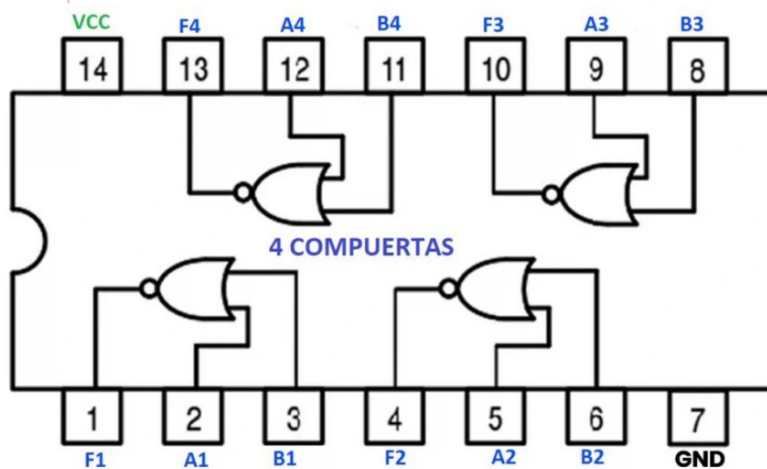 VCC F4 A4 B4 F3 A3 B3
14 13 12 11 10 9 8
4 COMPUERTAS
1 2 3 4 5 6 7
F1 A1 B1 F2 A2 B2 GND